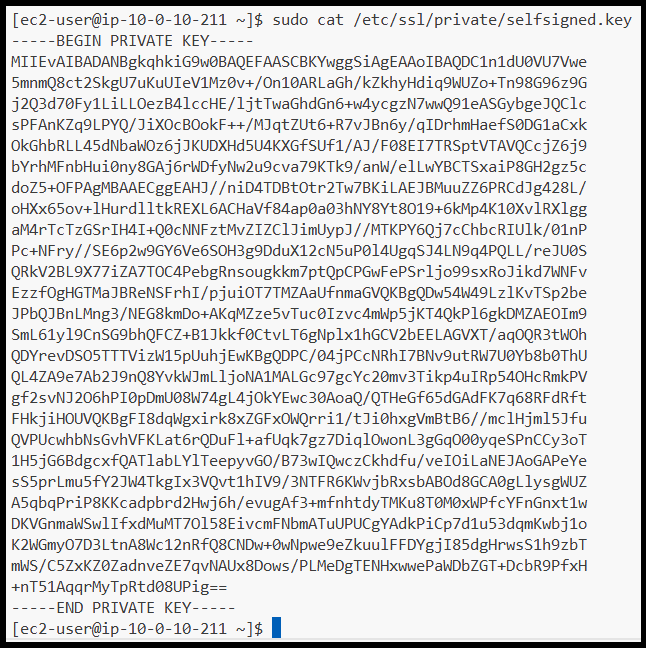 [ec2-user@ip-10-0-10-211 ~]$ sudo cat /etc/ssl/private/selfsigned.key
-----BEGIN PRIVATE KEY-----
MIIEvAIBADANBgkqhkiG9w0BAQEFAASCBKYwggSiAgEAAoIBAQDC1n1dU0VU7Vwe
5mnmQ8ct2SkgU7uKuUIeV1Mz0v+/On10ARLaGh/kZkhyHdiq9WUZo+Tn98G96z9G
j2Q3d70Fy1LiLLOezB4lccHE/ljtTwaGhdGn6+w4ycgzN7wwQ91eASGybgeJQClc
sPFAnKZq9LPYQ/JiXOcBOokF++/MJqtZUt6+R7vJBn6y/qIDrhmHaefS0DG1aCxk
OkGhbRLL45dNbaWOz6jJKUDXHd5U4KXGfSUf1/AJ/F08EI7TRSptVTAVQCcjZ6j9
bYrhMFnbHui0ny8GAj6rWDfyNw2u9cva79KTk9/anW/elLwYBCTSxaiP8GH2gz5c
doZ5+OFPAgMBAAECggEAHJ//niD4TDBtOtr2Tw7BKiLAEJBMuuZZ6PRCdJg428L/
oHXx65ov+lHurdlltkREXL6ACHaVf84ap0a03hNY8Yt8O19+6kMp4K10XvlRXlgg
aM4rTcTzGSrIH4I+Q0cNNFztMvZIZClJimUypJ//MTKPY6Qj7cChbcRIUlk/01nP
Pc+NFry//SE6p2w9GY6Ve6SOH3g9DduX12cN5uP0l4UgqSJ4LN9q4PQLL/reJU0S
QRkV2BL9X77iZA7TOC4PebgRnsougkkm7ptQpCPGwFePSrljo99sxRoJikd7WNFv
EzzfOgHGTMaJBReNSFrhI/pjuiOT7TMZAaUfnmaGVQKBgQDw54W49LzlKvTSp2be
JPbQJBnLMng3/NEG8kmDo+AKqMZze5vTuc0Izvc4mWp5jKT4QkPl6gkDMZAEOIm9
SmL61yl9CnSG9bhQFCZ+B1Jkkf0CtvLT6gNplx1hGCV2bEELAGVXT/aqOQR3tWOh
QDYrevDSO5TTTVizW15pUuhjEwKBgQDPC/04jPCcNRhI7BNv9utRW7U0Yb8b0ThU
QL4ZA9e7Ab2J9nQ8YvkWJmLljoNA1MALGc97gcYc20mv3Tikp4uIRp54OHcRmkPV
gf2svNJ2O6hPI0pDmU08W74gL4jOkYEwc30AoaQ/QTHeGf65dGAdFK7q68RFdRft
FHkjiHOUVQKBgFI8dqWgxirk8xZGFxOWQrri1/tJi0hxgVmBtB6//mclHjml5Jfu
QVPUcwhbNsGvhVFKLat6rQDuFl+afUqk7gz7DiqlOwonL3gGqO00yqeSPnCCy3oT
1H5jG6BdgcxfQATlabLYlTeepyvGO/B73wIQwczCkhdfu/veIOiLaNEJAoGAPeYe
sS5prLmu5fY2JW4TkgIx3VQvt1hIV9/3NTFR6KWvjbRxsbABOd8GCA0gLlysgWUZ
A5qbqPriP8KKcadpbrd2Hwj6h/evugAf3+mfnhtdyTMKu8T0M0xWPfcYFnGnxt1w
DKVGnmaWSwlIfxdMuMT7Ol58EivcmFNbmATuUPUCgYAdkPiCp7d1u53dqmKwbj1o
K2WGmyO7D3LtnA8Wc12nRfQ8CNDw+0wNpwe9eZkuulFFDYgjI85dgHrwsS1h9zbT
mWS/C5ZxKZ0ZadnveZE7qvNAUx8Dows/PLMeDgTENHxwwePaWDbZGT+DcbR9PfxH
+nT51AqqrMyTpRtd08UPig==
-----END PRIVATE KEY-----
[ec2-user@ip-10-0-10-211 ~]$